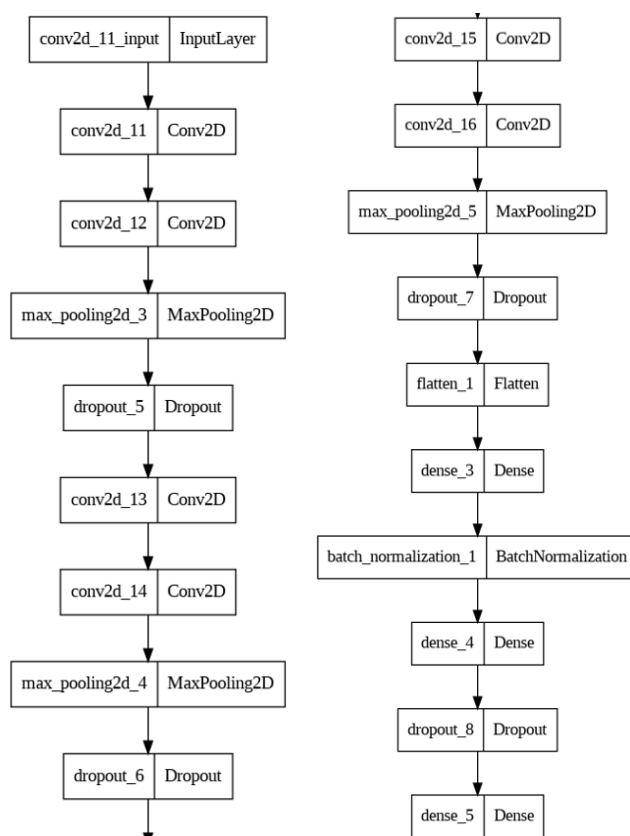 conv2d_11_input InputLayer
conv2d_11 Conv2D
conv2d_12 Conv2D
max_pooling2d_3 MaxPooling2D
dropout_5 Dropout
conv2d_13 Conv2D
conv2d_14 Conv2D
max_pooling2d_4 MaxPooling2D
dropout_6 Dropout
conv2d_15 Conv2D
conv2d_16 Conv2D
max_pooling2d_5 MaxPooling2D
dropout_7 Dropout
flatten_1 Flatten
dense_3 Dense
batch_normalization_1 BatchNormalization
dense_4 Dense
dropout_8 Dropout
dense_5 Dense